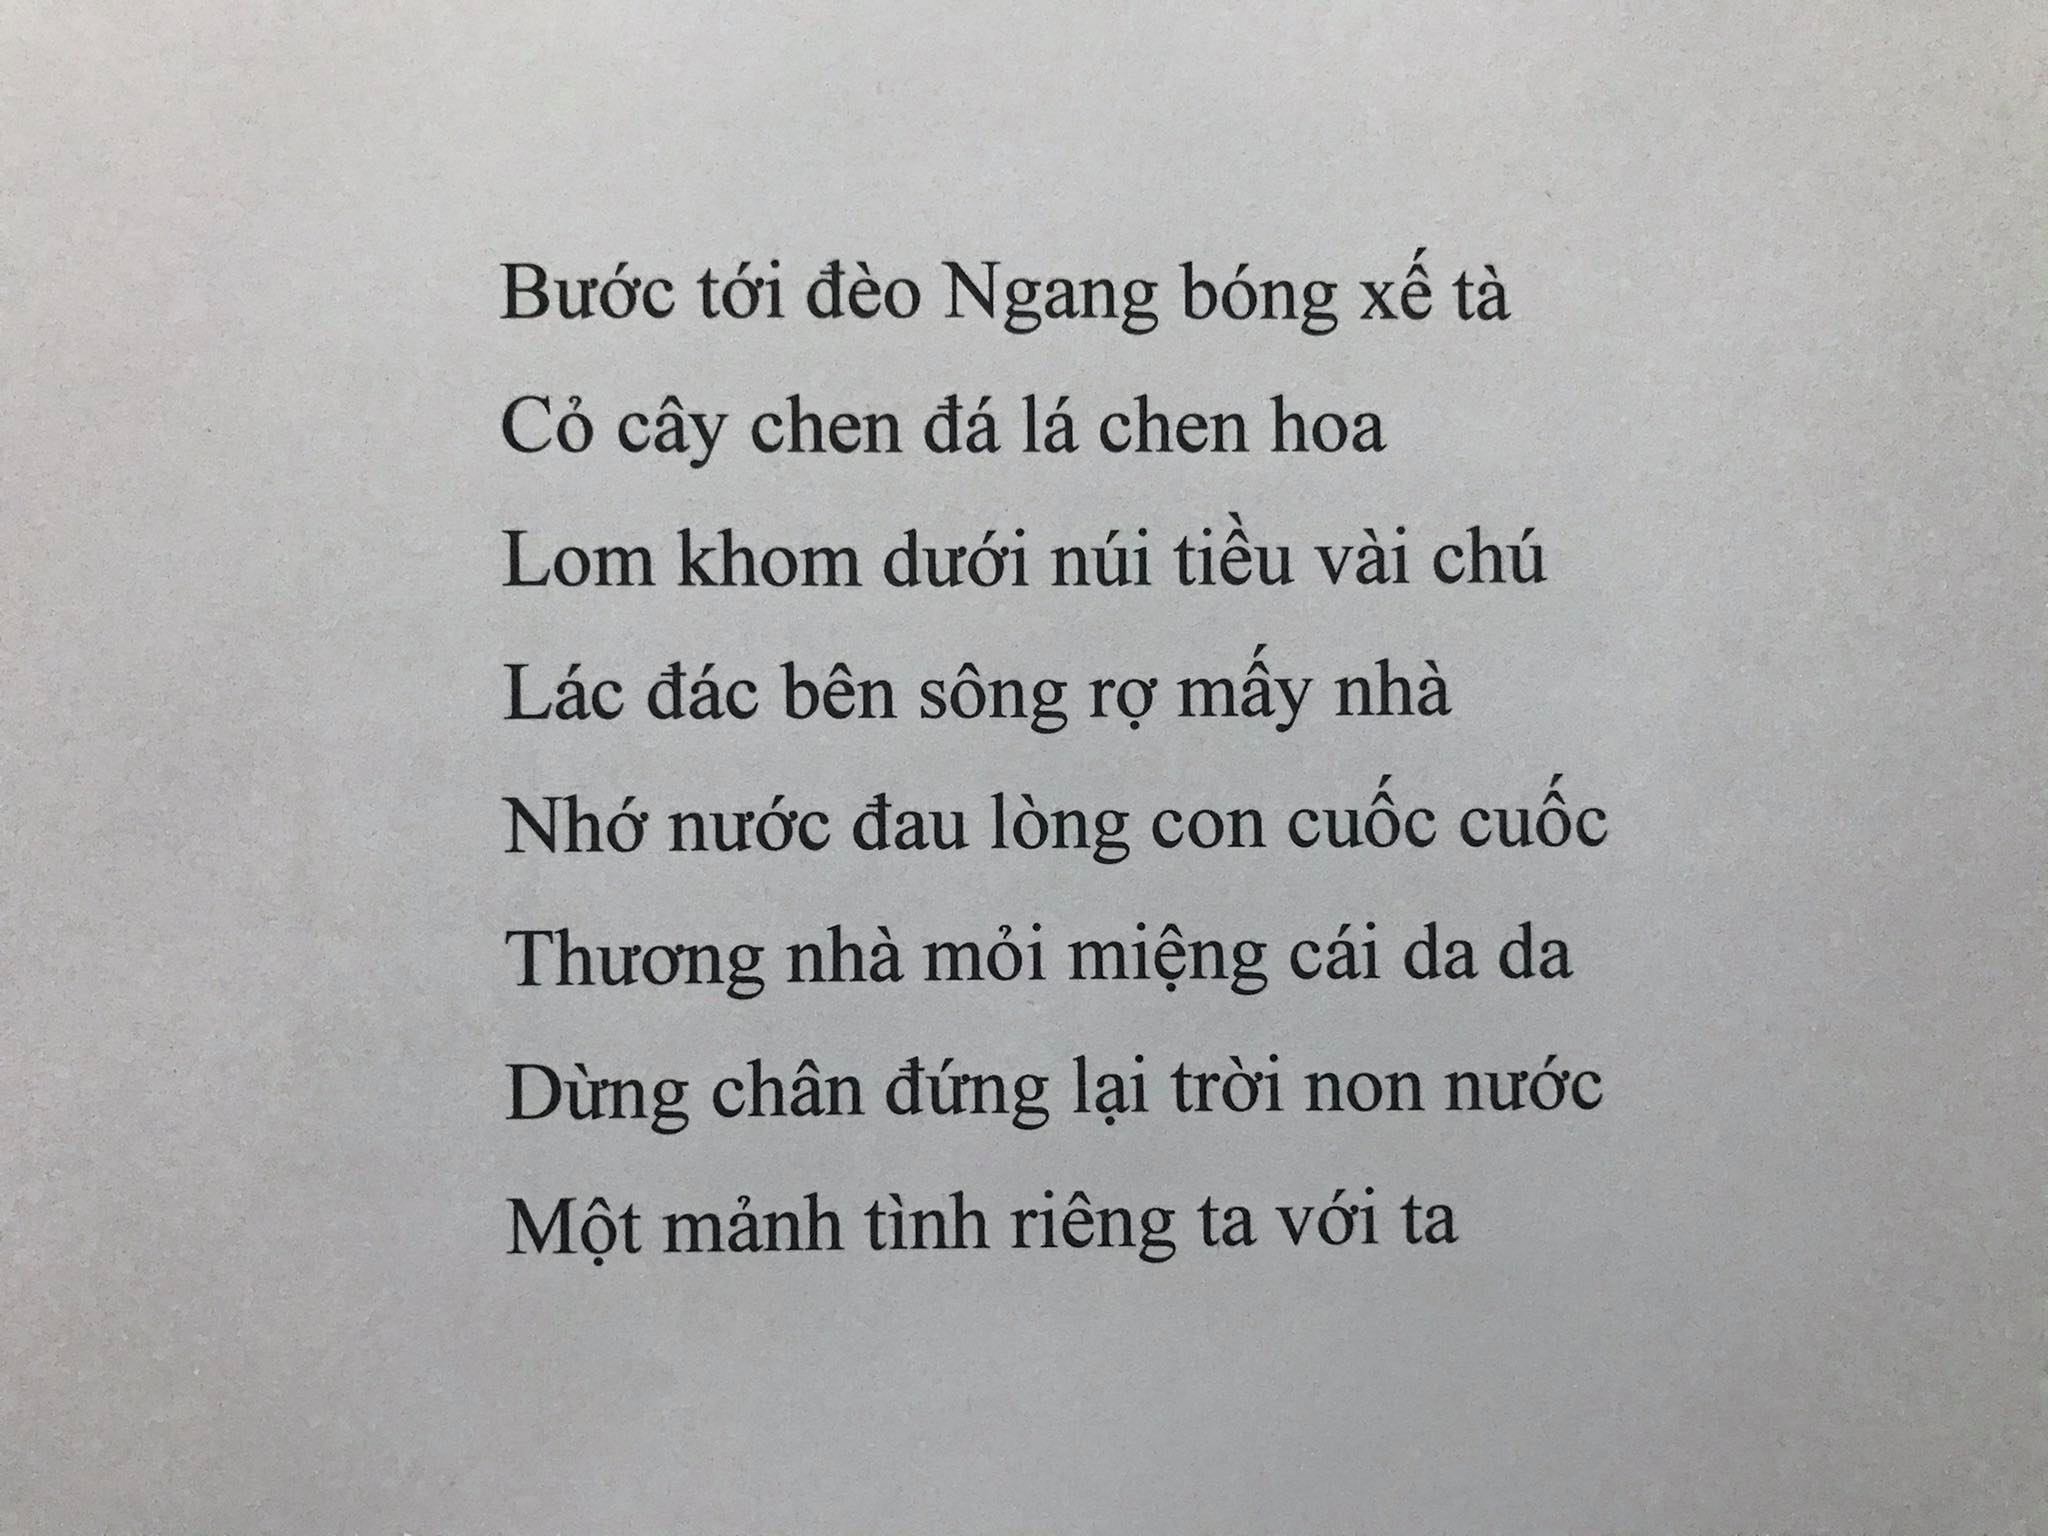 Bước tới đèo Ngang bóng xế tà
Cỏ cây chen đá lá chen hoa
Lom khom dưới núi tiều vài chú
Lác đác bên sông rợ mấy nhà
Nhớ nước đau lòng con cuốc cuốc
Thương nhà mỏi miệng cái da da
Dừng chân đứng lại trời non nước
Một mảnh tình riêng ta với ta